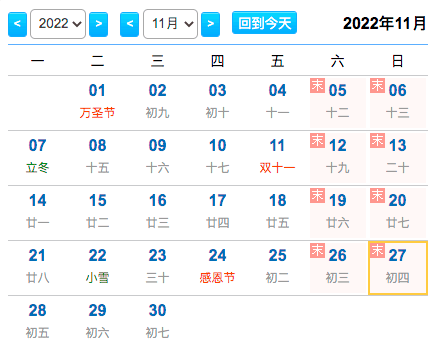 < 2022 > < 11月 > 回到今天 2022年11月
一 二 三 四 五 六 日
01 02 03 04 末 05 末 06
万圣节 初九 初十 十一 十二 十三
07 08 09 10 11 末 12 末 13
立冬 十五 十六 十七 双十一 十九 二十
14 15 16 17 18 末 19 末 20
廿一 廿二 廿三 廿四 廿五 廿六 廿七
21 22 23 24 25 末 26 末 27
廿八 小雪 三十 感恩节 初二 初三 初四
28 29 30
初五 初六 初七